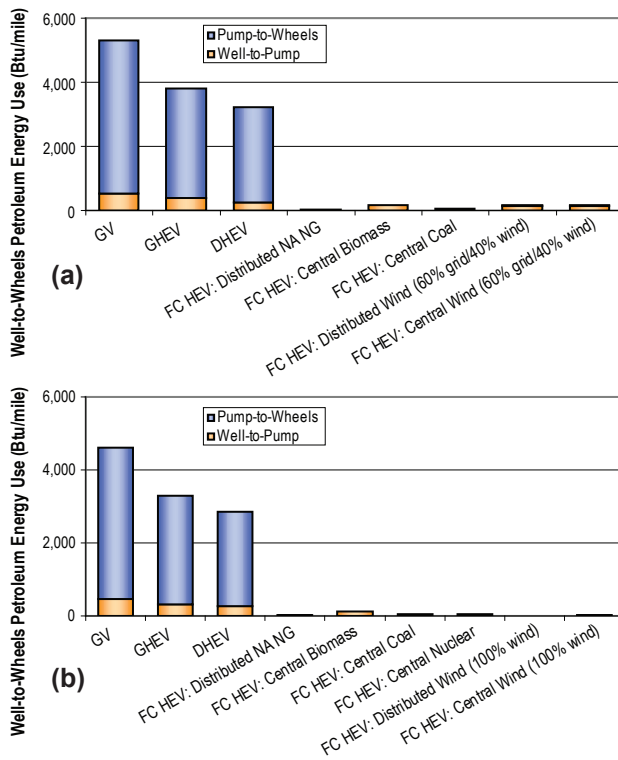 Well-to-Wheels Petroleum Energy Use (Btu/mile)
6,000
4,000
2,000
0
Pump-to-Wheels
Well-to-Pump
GV
GHEV
DHEV
FC HEV: Distributed NA NG
FC HEV: Central Biomass
FC HEV: Central Coal
FC HEV: Distributed Wind (60% grid/40% wind)
FC HEV: Central Wind (60% grid/40% wind)
(a)
Well-to-Wheels Petroleum Energy Use (Btu/mile)
6,000
4,000
2,000
0
Pump-to-Wheels
Well-to-Pump
GV
GHEV
DHEV
FC HEV: Distributed NA NG
FC HEV: Central Biomass
FC HEV: Central Coal
FC HEV: Central Nuclear
FC HEV: Distributed Wind (100% wind)
FC HEV: Central Wind (100% wind)
(b)